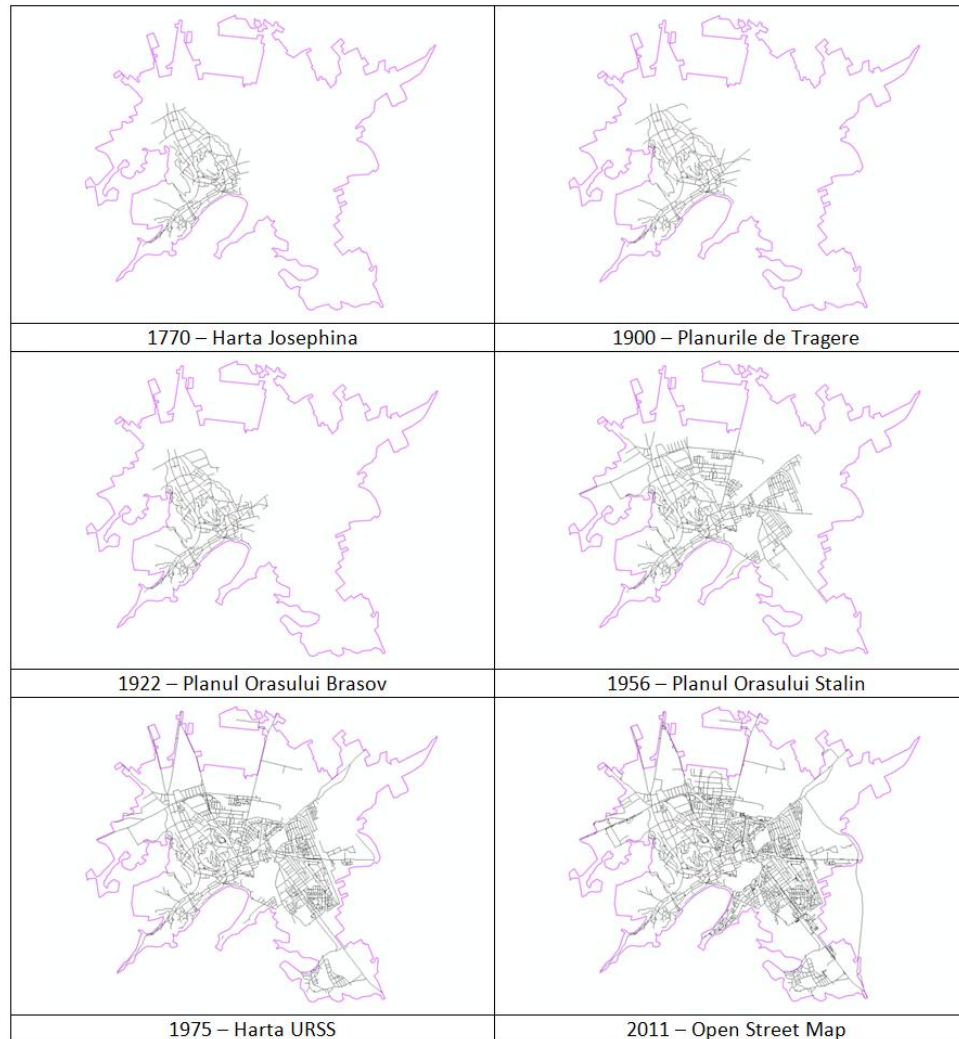 1770 – Harta Josephina
1900 – Planurile de Tragere
1922 – Planul Orasului Brasov
1956 – Planul Orasului Stalin
1975 – Harta URSS
2011 – Open Street Map